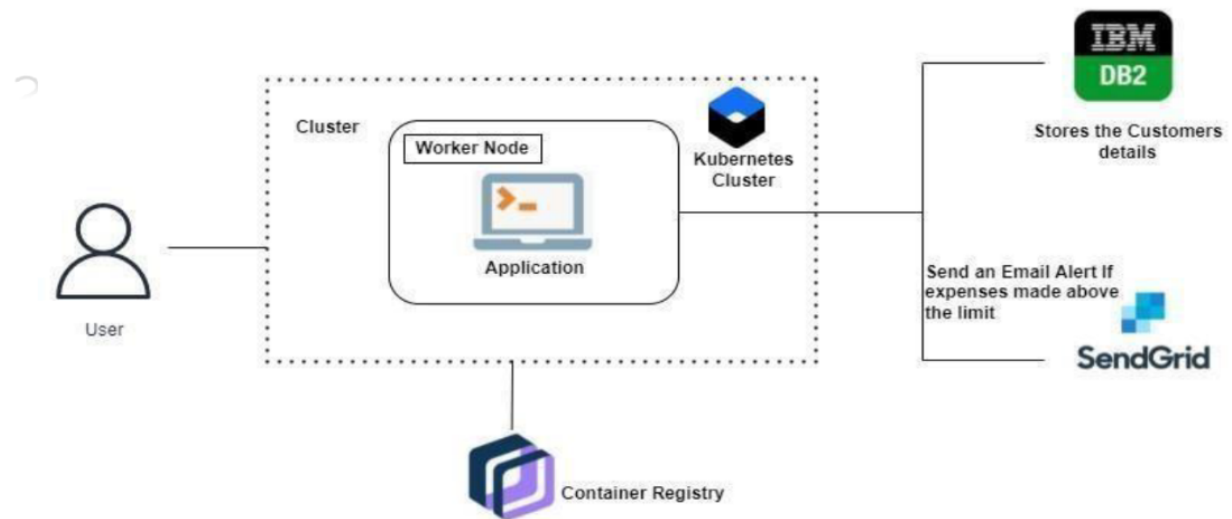 IBM
DB2
Stores the Customers
details
Cluster
Worker Node
Kubernetes
Cluster
Application
User
Send an Email Alert If
expenses made above
the limit
SendGrid
Container Registry